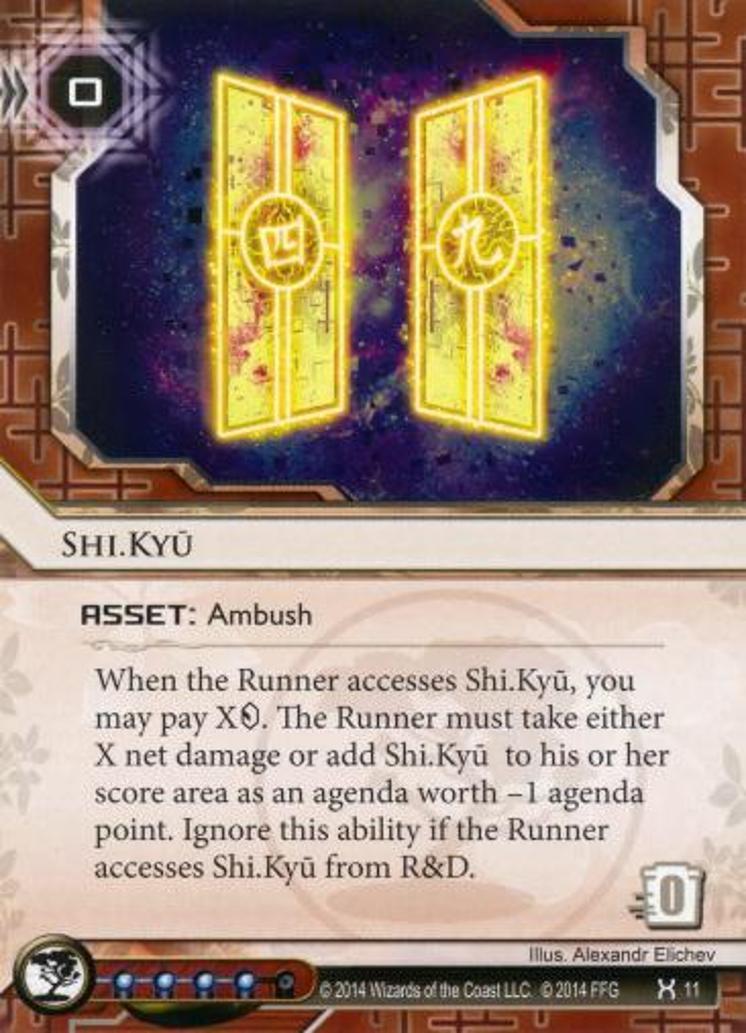 0
四 九
SHI.KYŪ
ASSET: Ambush
When the Runner accesses Shi.Kyū, you
may pay X. The Runner must take either
X net damage or add Shi.Kyū to his or her
score area as an agenda worth –1 agenda
point. Ignore this ability if the Runner
accesses Shi.Kyū from R&D.
0
Illus. Alexandr Elichev
© 2014 Wizards of the Coast LLC. © 2014 FFG 11